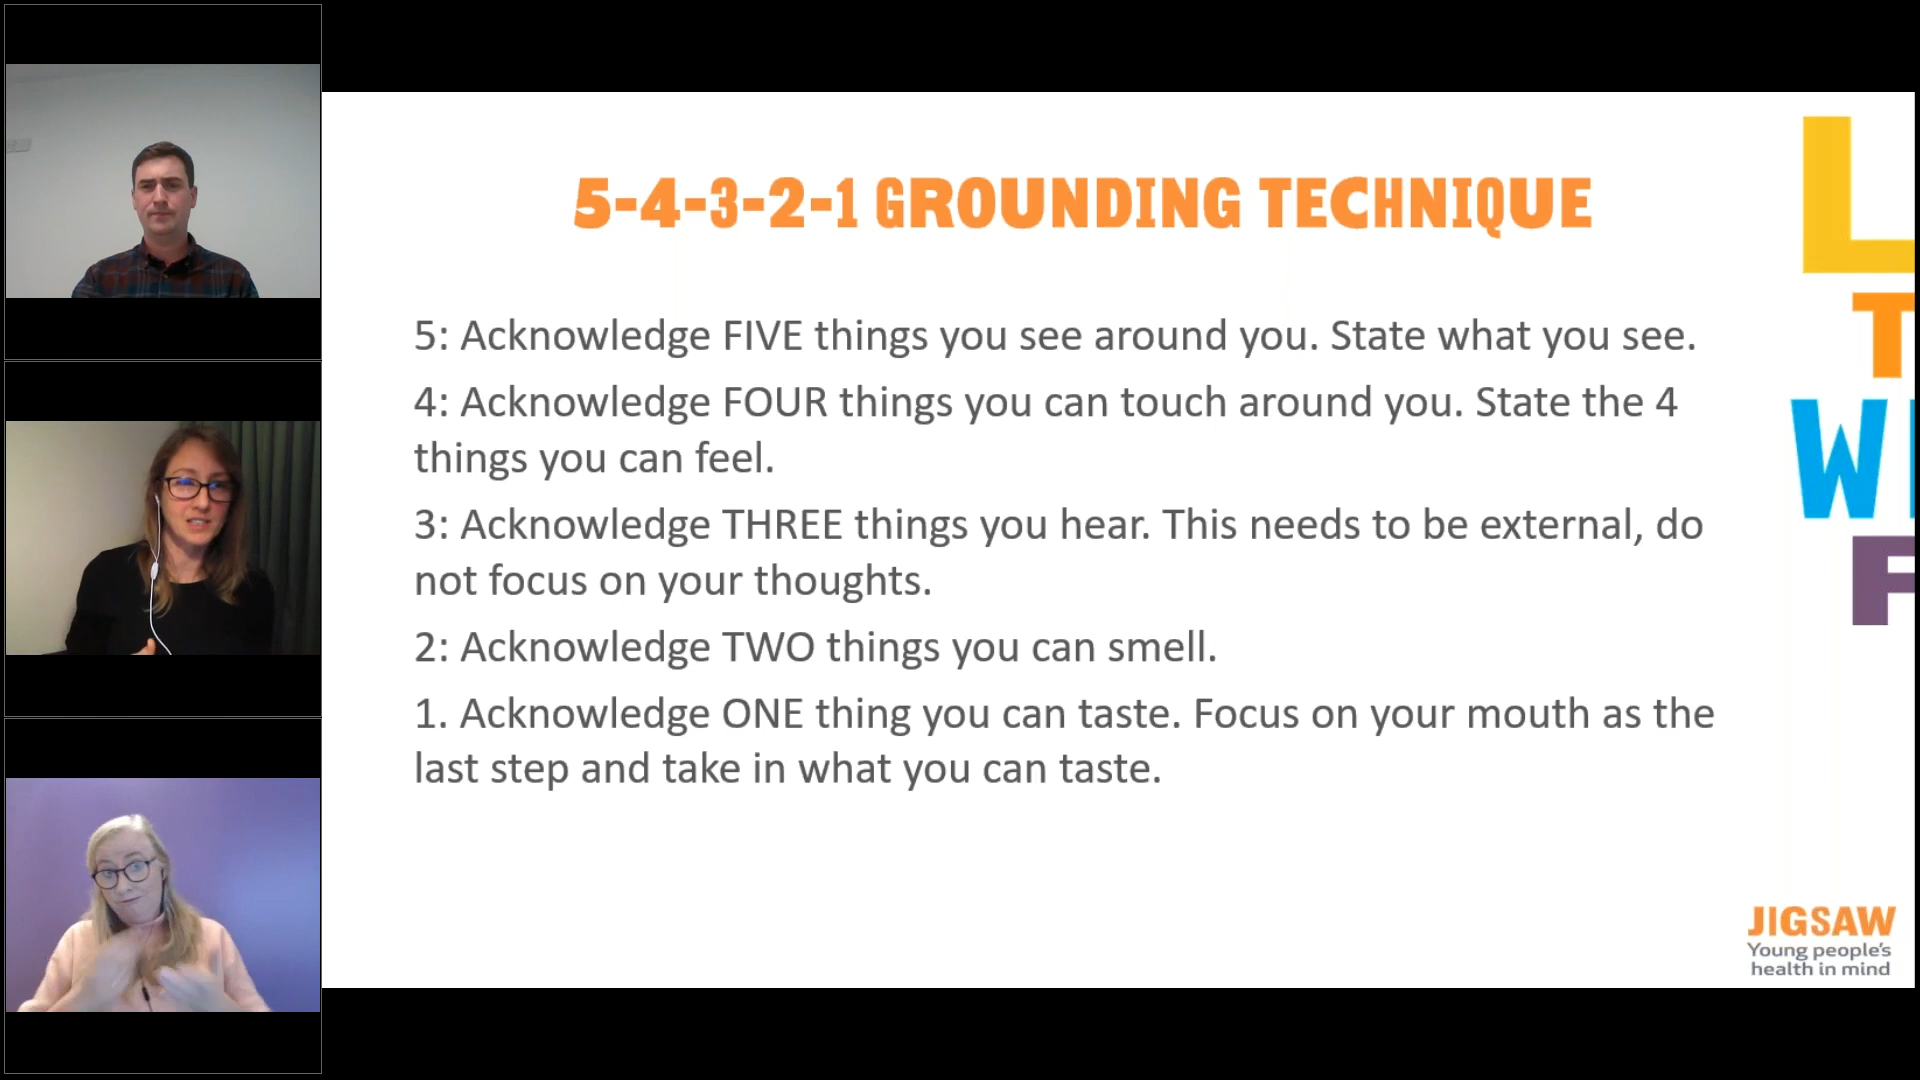 5-4-3-2-1 GROUNDING TECHNIQUE
5: Acknowledge FIVE things you see around you. State what you see.
4: Acknowledge FOUR things you can touch around you. State the 4
things you can feel.
3: Acknowledge THREE things you hear. This needs to be external, do
not focus on your thoughts.
2: Acknowledge TWO things you can smell.
1. Acknowledge ONE thing you can taste. Focus on your mouth as the
last step and take in what you can taste.
L
T
W
JIGSAW
Young people's
health in mind